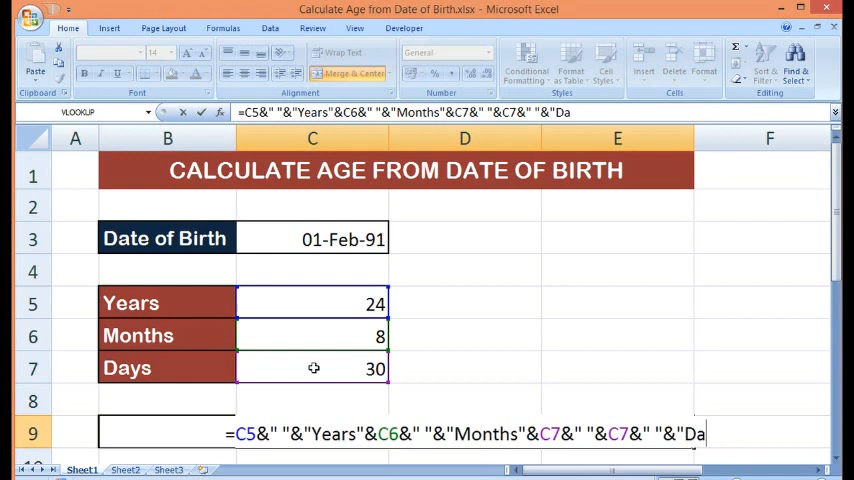 Calculate Age from Date of Birth.xlsx - Microsoft Excel
Home Insert Page Layout Formulas Data Review View Developer
Paste 14 A A Wrap Text General Conditional Formatting Format Table Cell Styles Insert Delete Format Sort & Filter Find & Select
B I U Merge & Center % ,
Clipboard Font Alignment Number Styles Cells Editing
VLOOKUP fx =C5&" "&"Years"&C6&" "&"Months"&C7&" "&C7&" "&"Da
A B C D E F
1 CALCULATE AGE FROM DATE OF BIRTH
2
3 Date of Birth 01-Feb-91
4
5 Years 24
6 Months 8
7 Days 30
8
9 =C5&" "&"Years"&C6&" "&"Months"&C7&" "&C7&" "&"Da
10
Sheet1 Sheet2 Sheet3